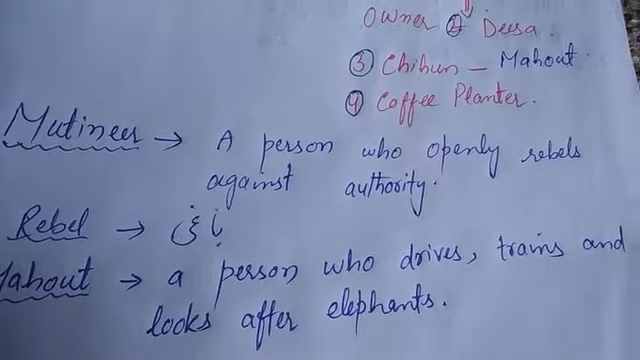 Owner ② Deesa.
③ Chihun - Mahout.
④ Coffee Planter.
Mutineer → A person who openly rebels
against authority.
Rebel → باغی
Mahout → a person who drives, trains and
looks after elephants.